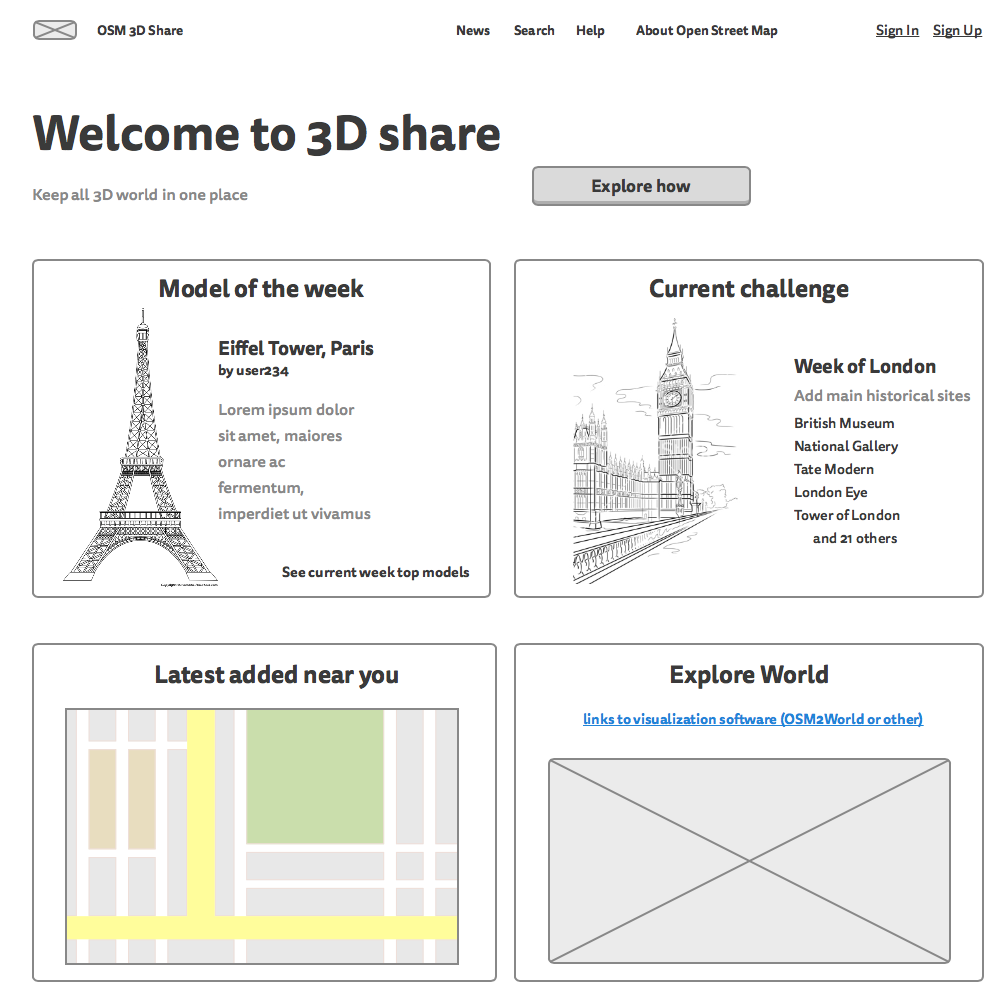 OSM 3D Share
News
Search
Help
About Open Street Map
Sign In
Sign Up
Welcome to 3D share
Keep all 3D world in one place
Explore how
Model of the week
Eiffel Tower, Paris
by user234
Lorem ipsum dolor
sit amet, maiores
ornare ac
fermentum,
imperdiet ut vivamus
See current week top models
Current challenge
Week of London
Add main historical sites
British Museum
National Gallery
Tate Modern
London Eye
Tower of London
and 21 others
Latest added near you
Explore World
links to visualization software (OSM2World or other)